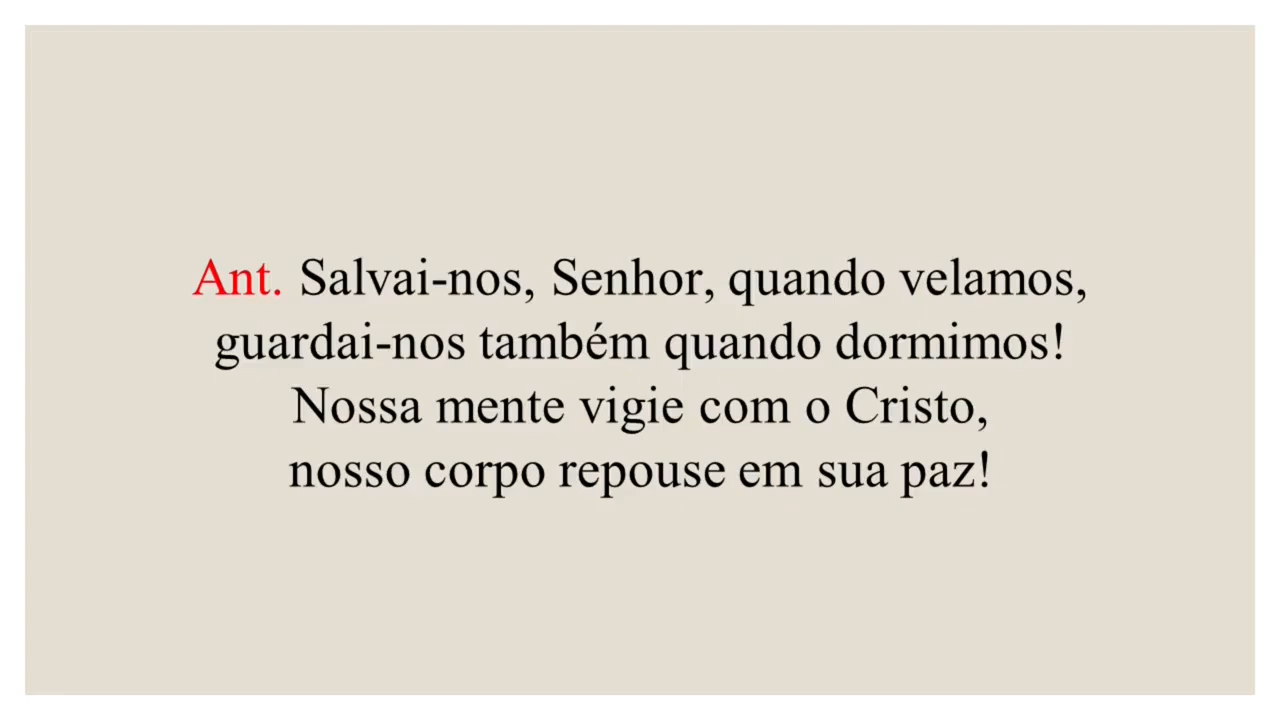 Ant. Salvai-nos, Senhor, quando velamos,
guardai-nos também quando dormimos!
Nossa mente vigie com o Cristo,
nosso corpo repouse em sua paz!